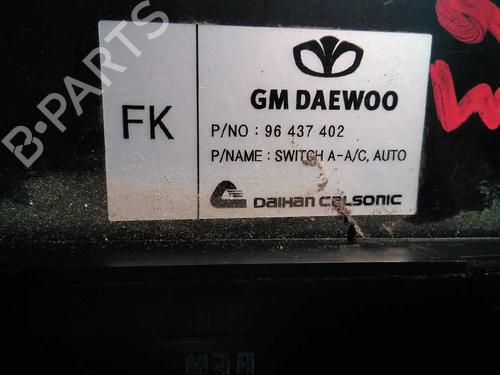 B-PARTS
GM DAEWOO
FK
P/NO : 96 437 402
P/NAME : SWITCH A-A/C, AUTO
DAIHAN CALSONIC